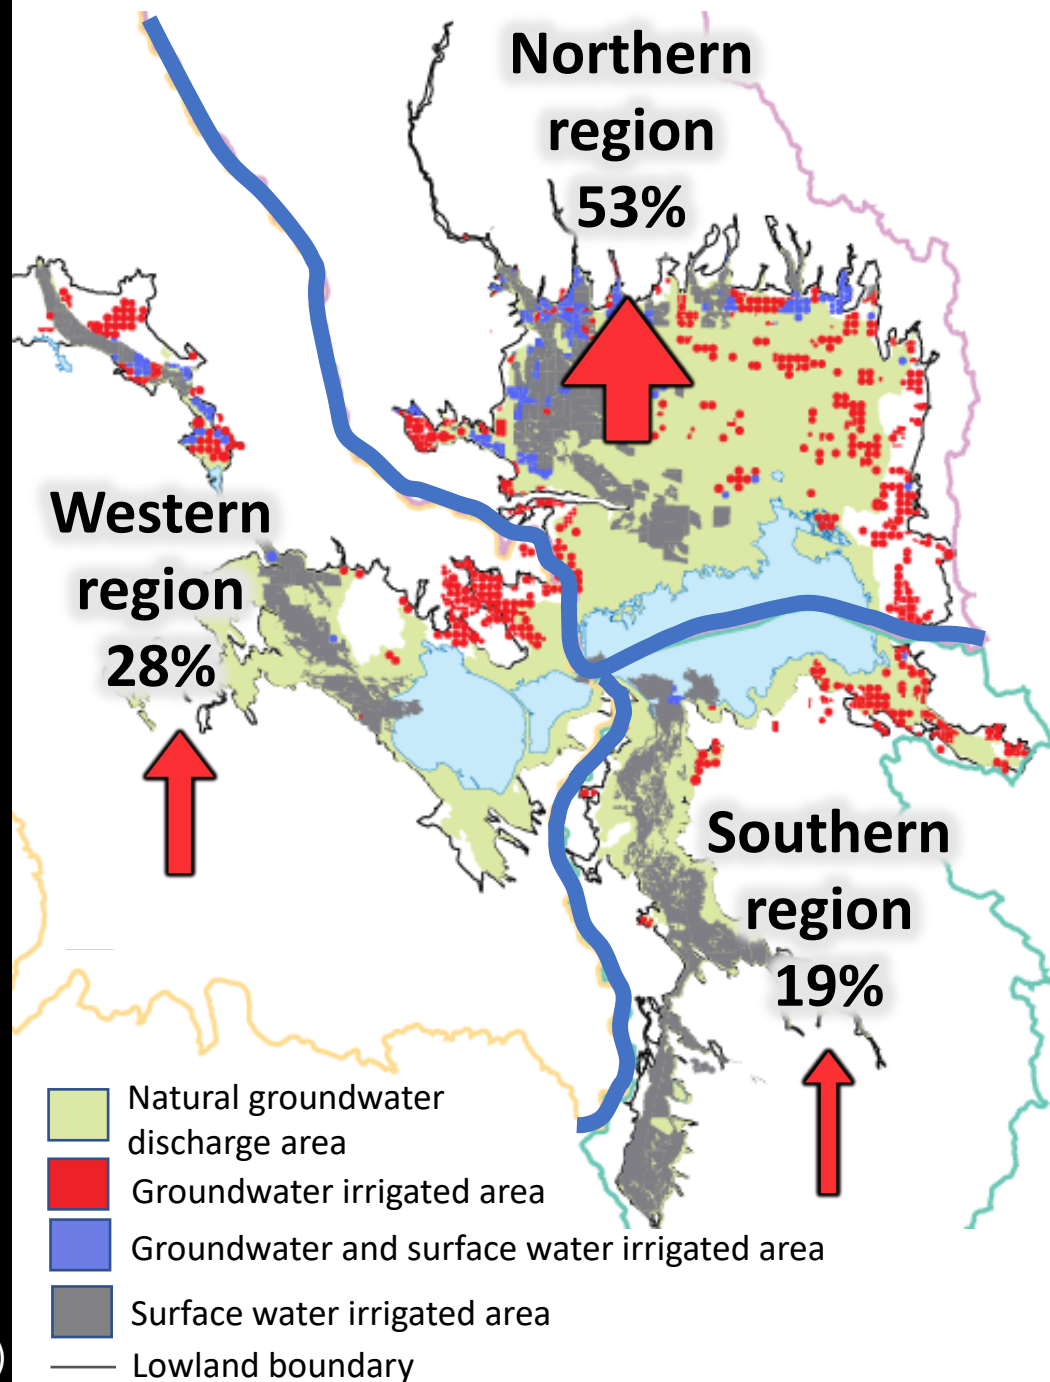 Northern
region
53%
Western
region
28%
Southern
region
19%
Natural groundwater
discharge area
Groundwater irrigated area
Groundwater and surface water irrigated area
Surface water irrigated area
Lowland boundary